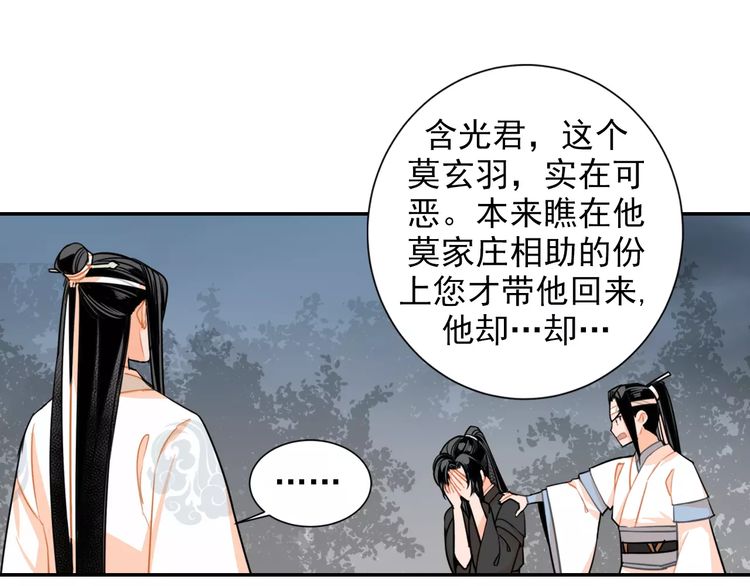 含光君，这个
莫玄羽，实在可
恶。本来瞧在他
莫家庄相助的份
上您才带他回来,
他却…却…
……